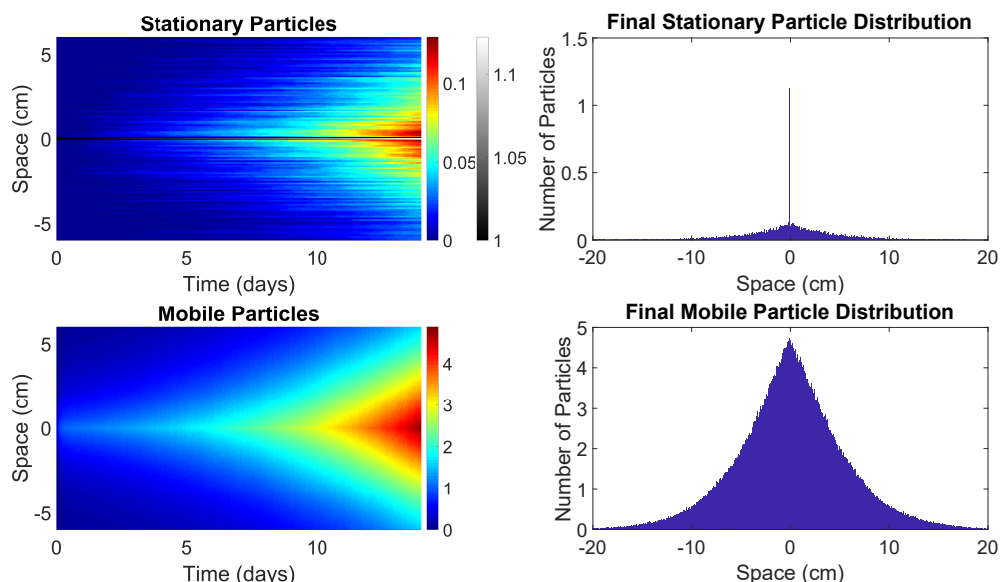 Stationary Particles
5
0
-5
Space (cm)
0 5 10
Time (days)
0.1
0.05
0
1.1
1.05
1
Final Stationary Particle Distribution
1.5
1
0.5
0
Number of Particles
-20 -10 0 10 20
Space (cm)
Mobile Particles
5
0
-5
Space (cm)
0 5 10
Time (days)
4
3
2
1
0
Final Mobile Particle Distribution
5
4
3
2
1
0
Number of Particles
-20 -10 0 10 20
Space (cm)